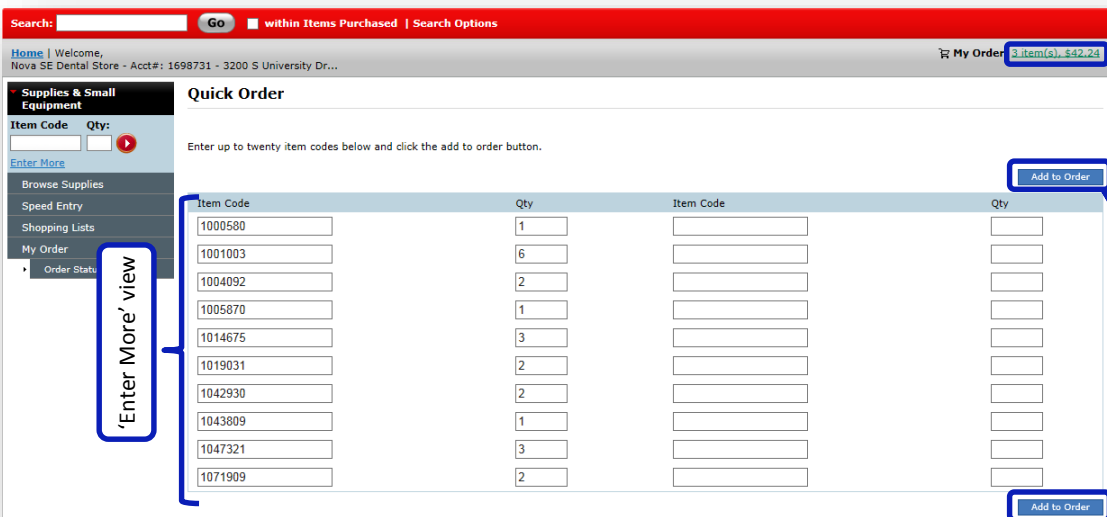 Search: Go within Items Purchased | Search Options
Home | Welcome,
Nova SE Dental Store - Acct#: 1698731 - 3200 S University Dr...
My Order 3 item(s), $42.24
Supplies & Small
Equipment
Item Code Qty:
Enter More
Browse Supplies
Speed Entry
Shopping Lists
My Order
Order Statu
'Enter More' view
Quick Order
Enter up to twenty item codes below and click the add to order button.
Add to Order
Item Code Qty Item Code Qty
1000580 1
1001003 6
1004092 2
1005870 1
1014675 3
1019031 2
1042930 2
1043809 1
1047321 3
1071909 2
Add to Order